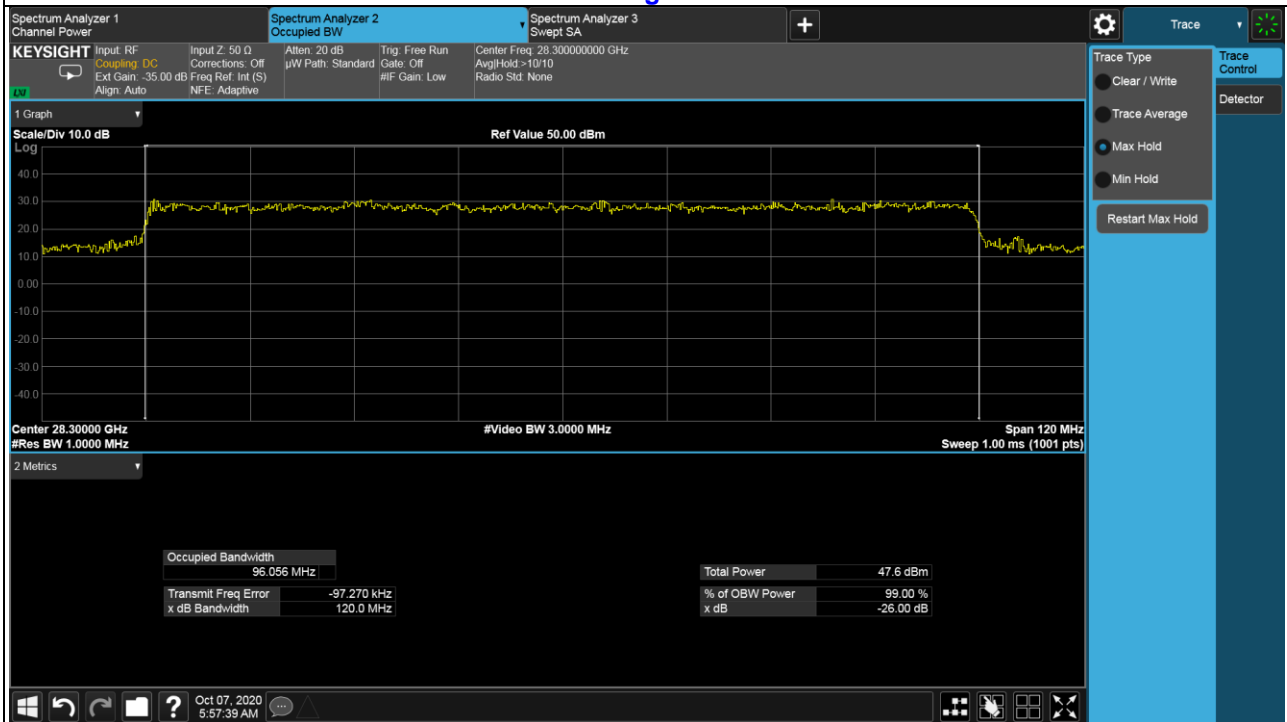 Spectrum Analyzer 1
Channel Power
Spectrum Analyzer 2
Occupied BW
Spectrum Analyzer 3
Swept SA
+
Trace
KEYSIGHT
Input: RF
Coupling: DC
Ext Gain: -35.00 dB
Align: Auto
Input Z: 50 Ω
Corrections: Off
Freq Ref: Int (S)
NFE: Adaptive
Atten: 20 dB
µW Path: Standard
Trig: Free Run
Gate: Off
#IF Gain: Low
Center Freq: 28.300000000 GHz
Avg|Hold:>10/10
Radio Std: None
LXI
Trace Type
Clear / Write
Trace Average
Max Hold
Min Hold
Restart Max Hold
Trace
Control
Detector
1 Graph
Scale/Div 10.0 dB
Ref Value 50.00 dBm
Log
40.0
30.0
20.0
10.0
0.00
-10.0
-20.0
-30.0
-40.0
Center 28.30000 GHz
#Video BW 3.0000 MHz
Span 120 MHz
#Res BW 1.0000 MHz
Sweep 1.00 ms (1001 pts)
2 Metrics
Occupied Bandwidth
96.056 MHz
Total Power 47.6 dBm
Transmit Freq Error -97.270 kHz
% of OBW Power 99.00 %
x dB Bandwidth 120.0 MHz
x dB -26.00 dB
?
Oct 07, 2020
5:57:39 AM